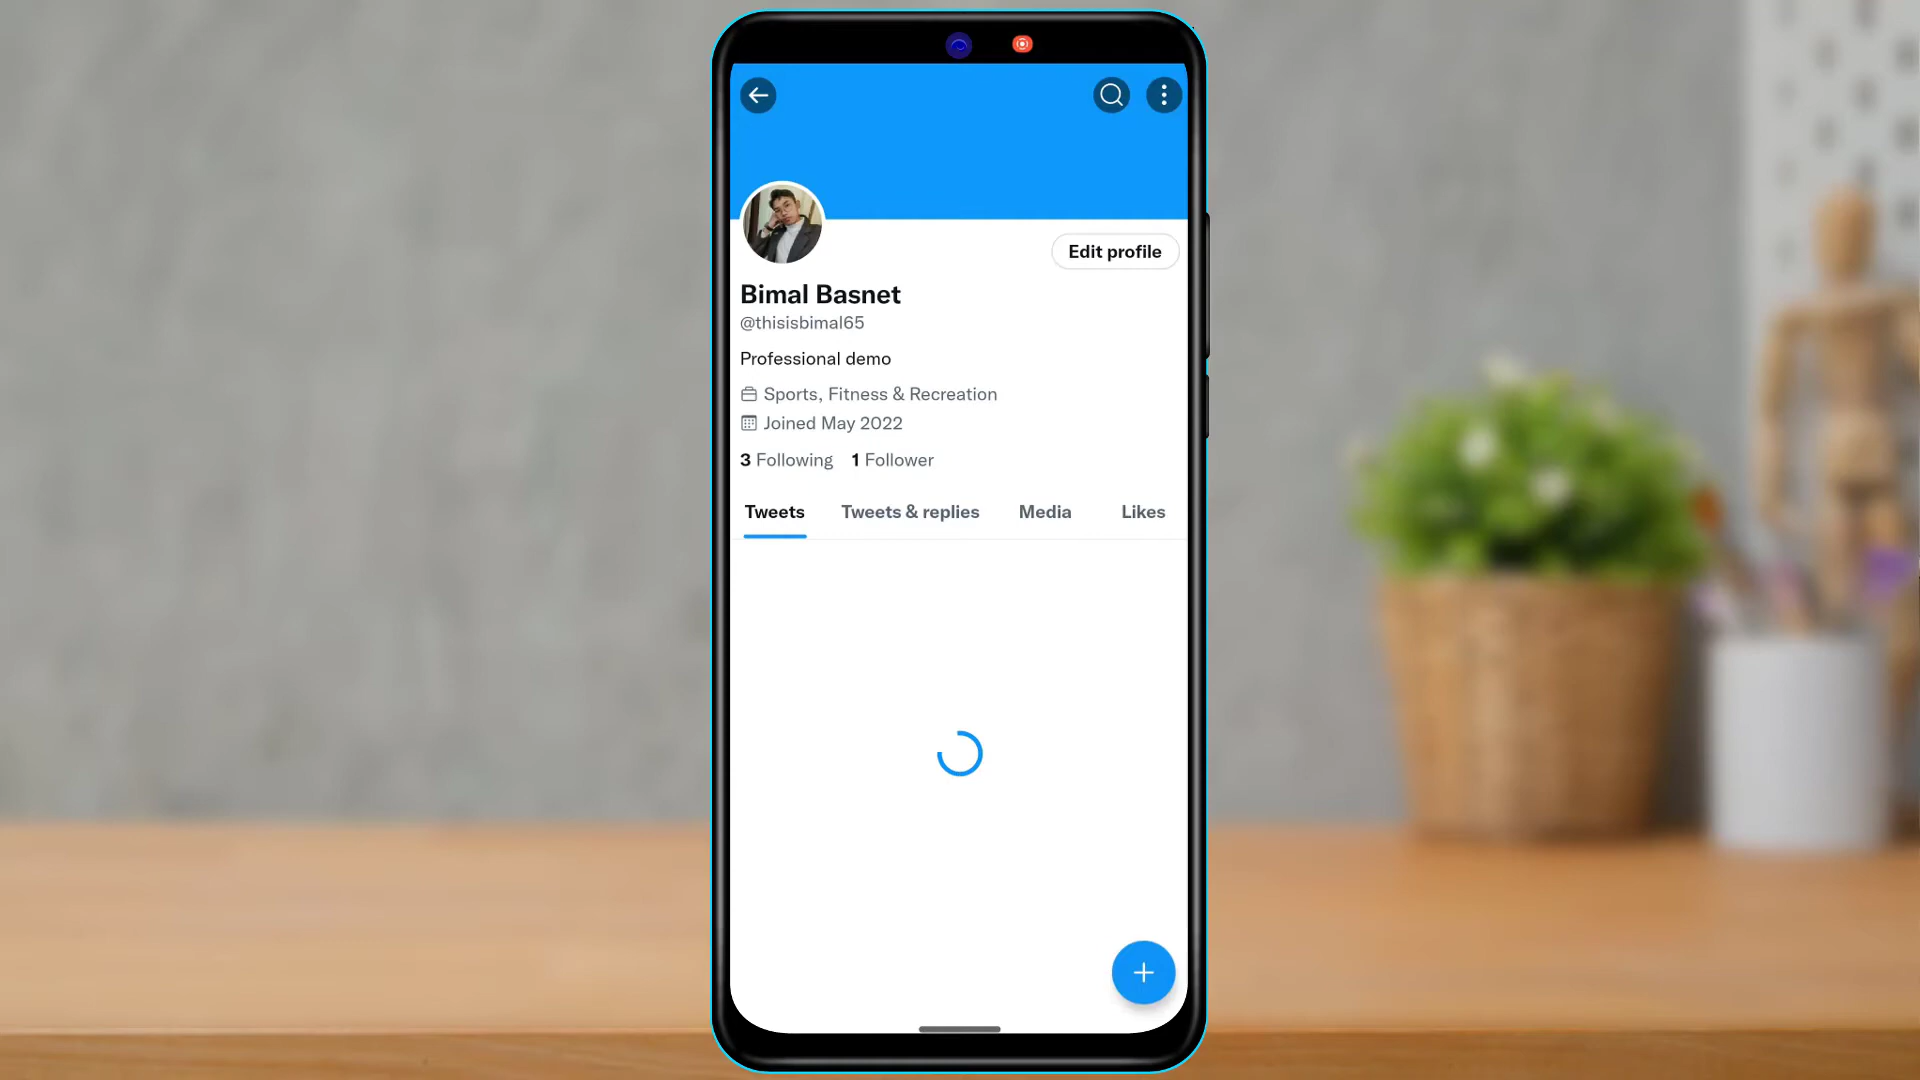 Edit profile
Bimal Basnet
@thisisbimal65
Professional demo
Sports, Fitness & Recreation
Joined May 2022
3 Following 1 Follower
Tweets Tweets & replies Media Likes